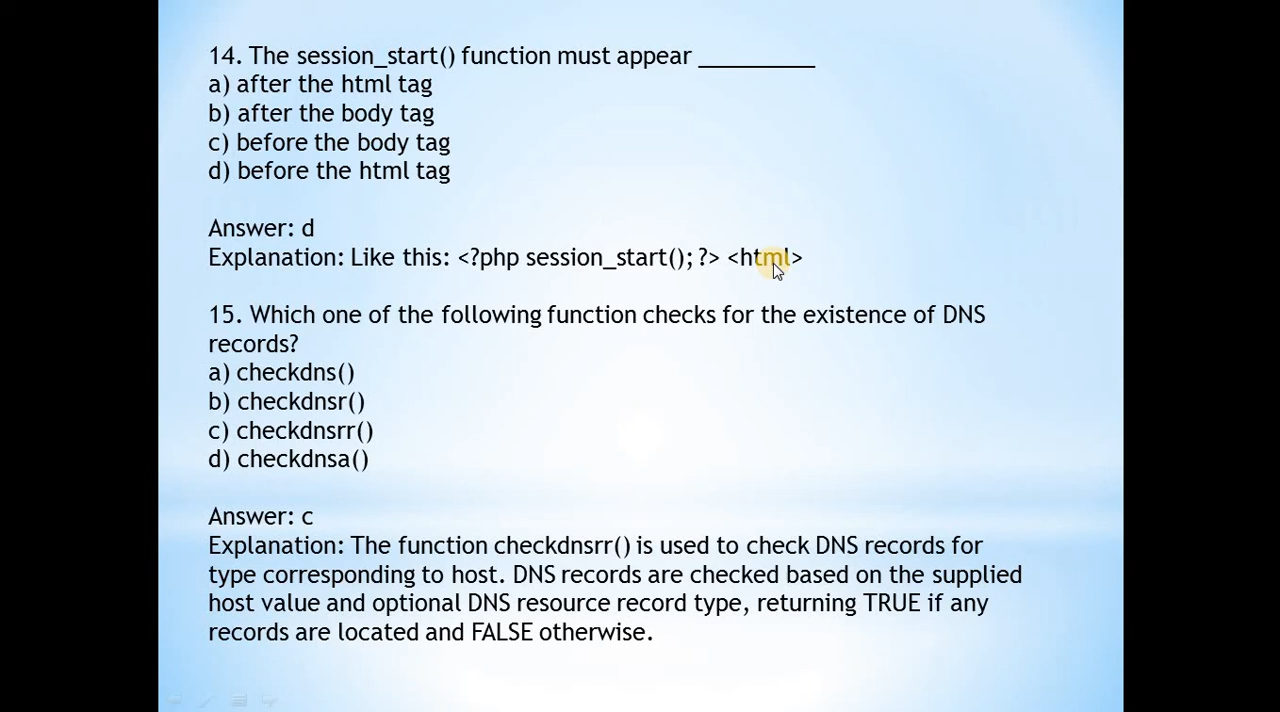 14. The session_start() function must appear _________
a) after the html tag
b) after the body tag
c) before the body tag
d) before the html tag
Answer: d
Explanation: Like this: <?php session_start(); ?> <html>
15. Which one of the following function checks for the existence of DNS
records?
a) checkdns()
b) checkdnsr()
c) checkdnsrr()
d) checkdnsa()
Answer: c
Explanation: The function checkdnsrr() is used to check DNS records for
type corresponding to host. DNS records are checked based on the supplied
host value and optional DNS resource record type, returning TRUE if any
records are located and FALSE otherwise.